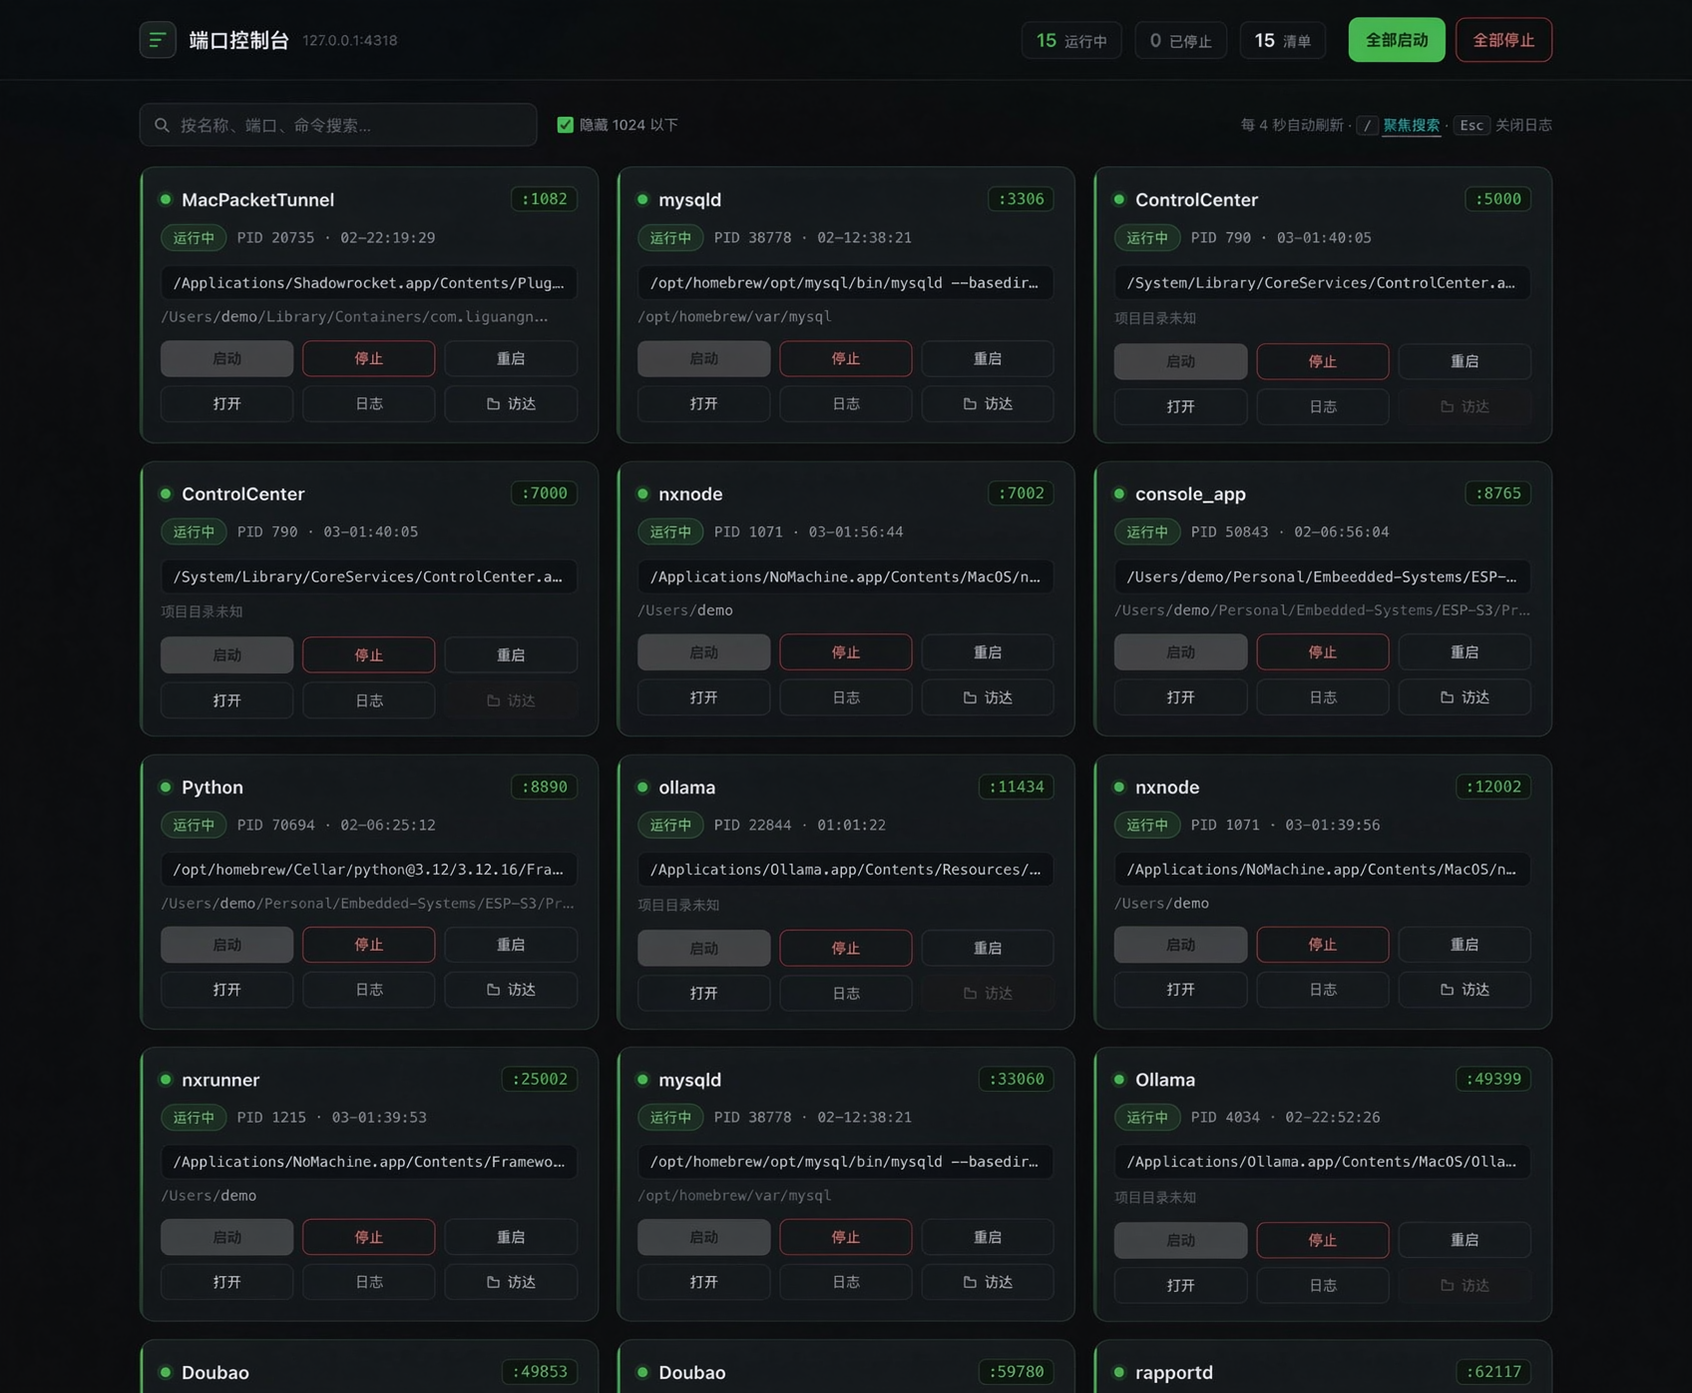 端口控制台 127.0.0.1:4318 15 运行中 0 已停止 15 清单 全部启动 全部停止
按名称、端口、命令搜索... 隐藏 1024 以下 每 4 秒自动刷新 · / 聚焦搜索 · Esc 关闭日志
MacPacketTunnel :1082
运行中 PID 20735 · 02-22:19:29
/Applications/Shadowrocket.app/Contents/Plug…
/Users/demo/Library/Containers/com.liguangn…
启动 停止 重启
打开 日志 访达
mysqld :3306
运行中 PID 38778 · 02-12:38:21
/opt/homebrew/opt/mysql/bin/mysqld --basedir…
/opt/homebrew/var/mysql
启动 停止 重启
打开 日志 访达
ControlCenter :5000
运行中 PID 790 · 03-01:40:05
/System/Library/CoreServices/ControlCenter.a…
项目目录未知
启动 停止 重启
打开 日志 访达
ControlCenter :7000
运行中 PID 790 · 03-01:40:05
/System/Library/CoreServices/ControlCenter.a…
项目目录未知
启动 停止 重启
打开 日志 访达
nxnode :7002
运行中 PID 1071 · 03-01:56:44
/Applications/NoMachine.app/Contents/MacOS/n…
/Users/demo
启动 停止 重启
打开 日志 访达
console_app :8765
运行中 PID 50843 · 02-06:56:04
/Users/demo/Personal/Embeedded-Systems/ESP-…
/Users/demo/Personal/Embedded-Systems/ESP-S3/Pr…
启动 停止 重启
打开 日志 访达
Python :8890
运行中 PID 70694 · 02-06:25:12
/opt/homebrew/Cellar/python@3.12/3.12.16/Fra…
/Users/demo/Personal/Embedded-Systems/ESP-S3/Pr…
启动 停止 重启
打开 日志 访达
ollama :11434
运行中 PID 22844 · 01:01:22
/Applications/Ollama.app/Contents/Resources/…
项目目录未知
启动 停止 重启
打开 日志 访达
nxnode :12002
运行中 PID 1071 · 03-01:39:56
/Applications/NoMachine.app/Contents/MacOS/n…
/Users/demo
启动 停止 重启
打开 日志 访达
nxrunner :25002
运行中 PID 1215 · 03-01:39:53
/Applications/NoMachine.app/Contents/Framewo…
/Users/demo
启动 停止 重启
打开 日志 访达
mysqld :33060
运行中 PID 38778 · 02-12:38:21
/opt/homebrew/opt/mysql/bin/mysqld --basedir…
/opt/homebrew/var/mysql
启动 停止 重启
打开 日志 访达
Ollama :49399
运行中 PID 4034 · 02-22:52:26
/Applications/Ollama.app/Contents/MacOS/Olla…
项目目录未知
启动 停止 重启
打开 日志 访达
Doubao :49853
Doubao :59780
rapportd :62117